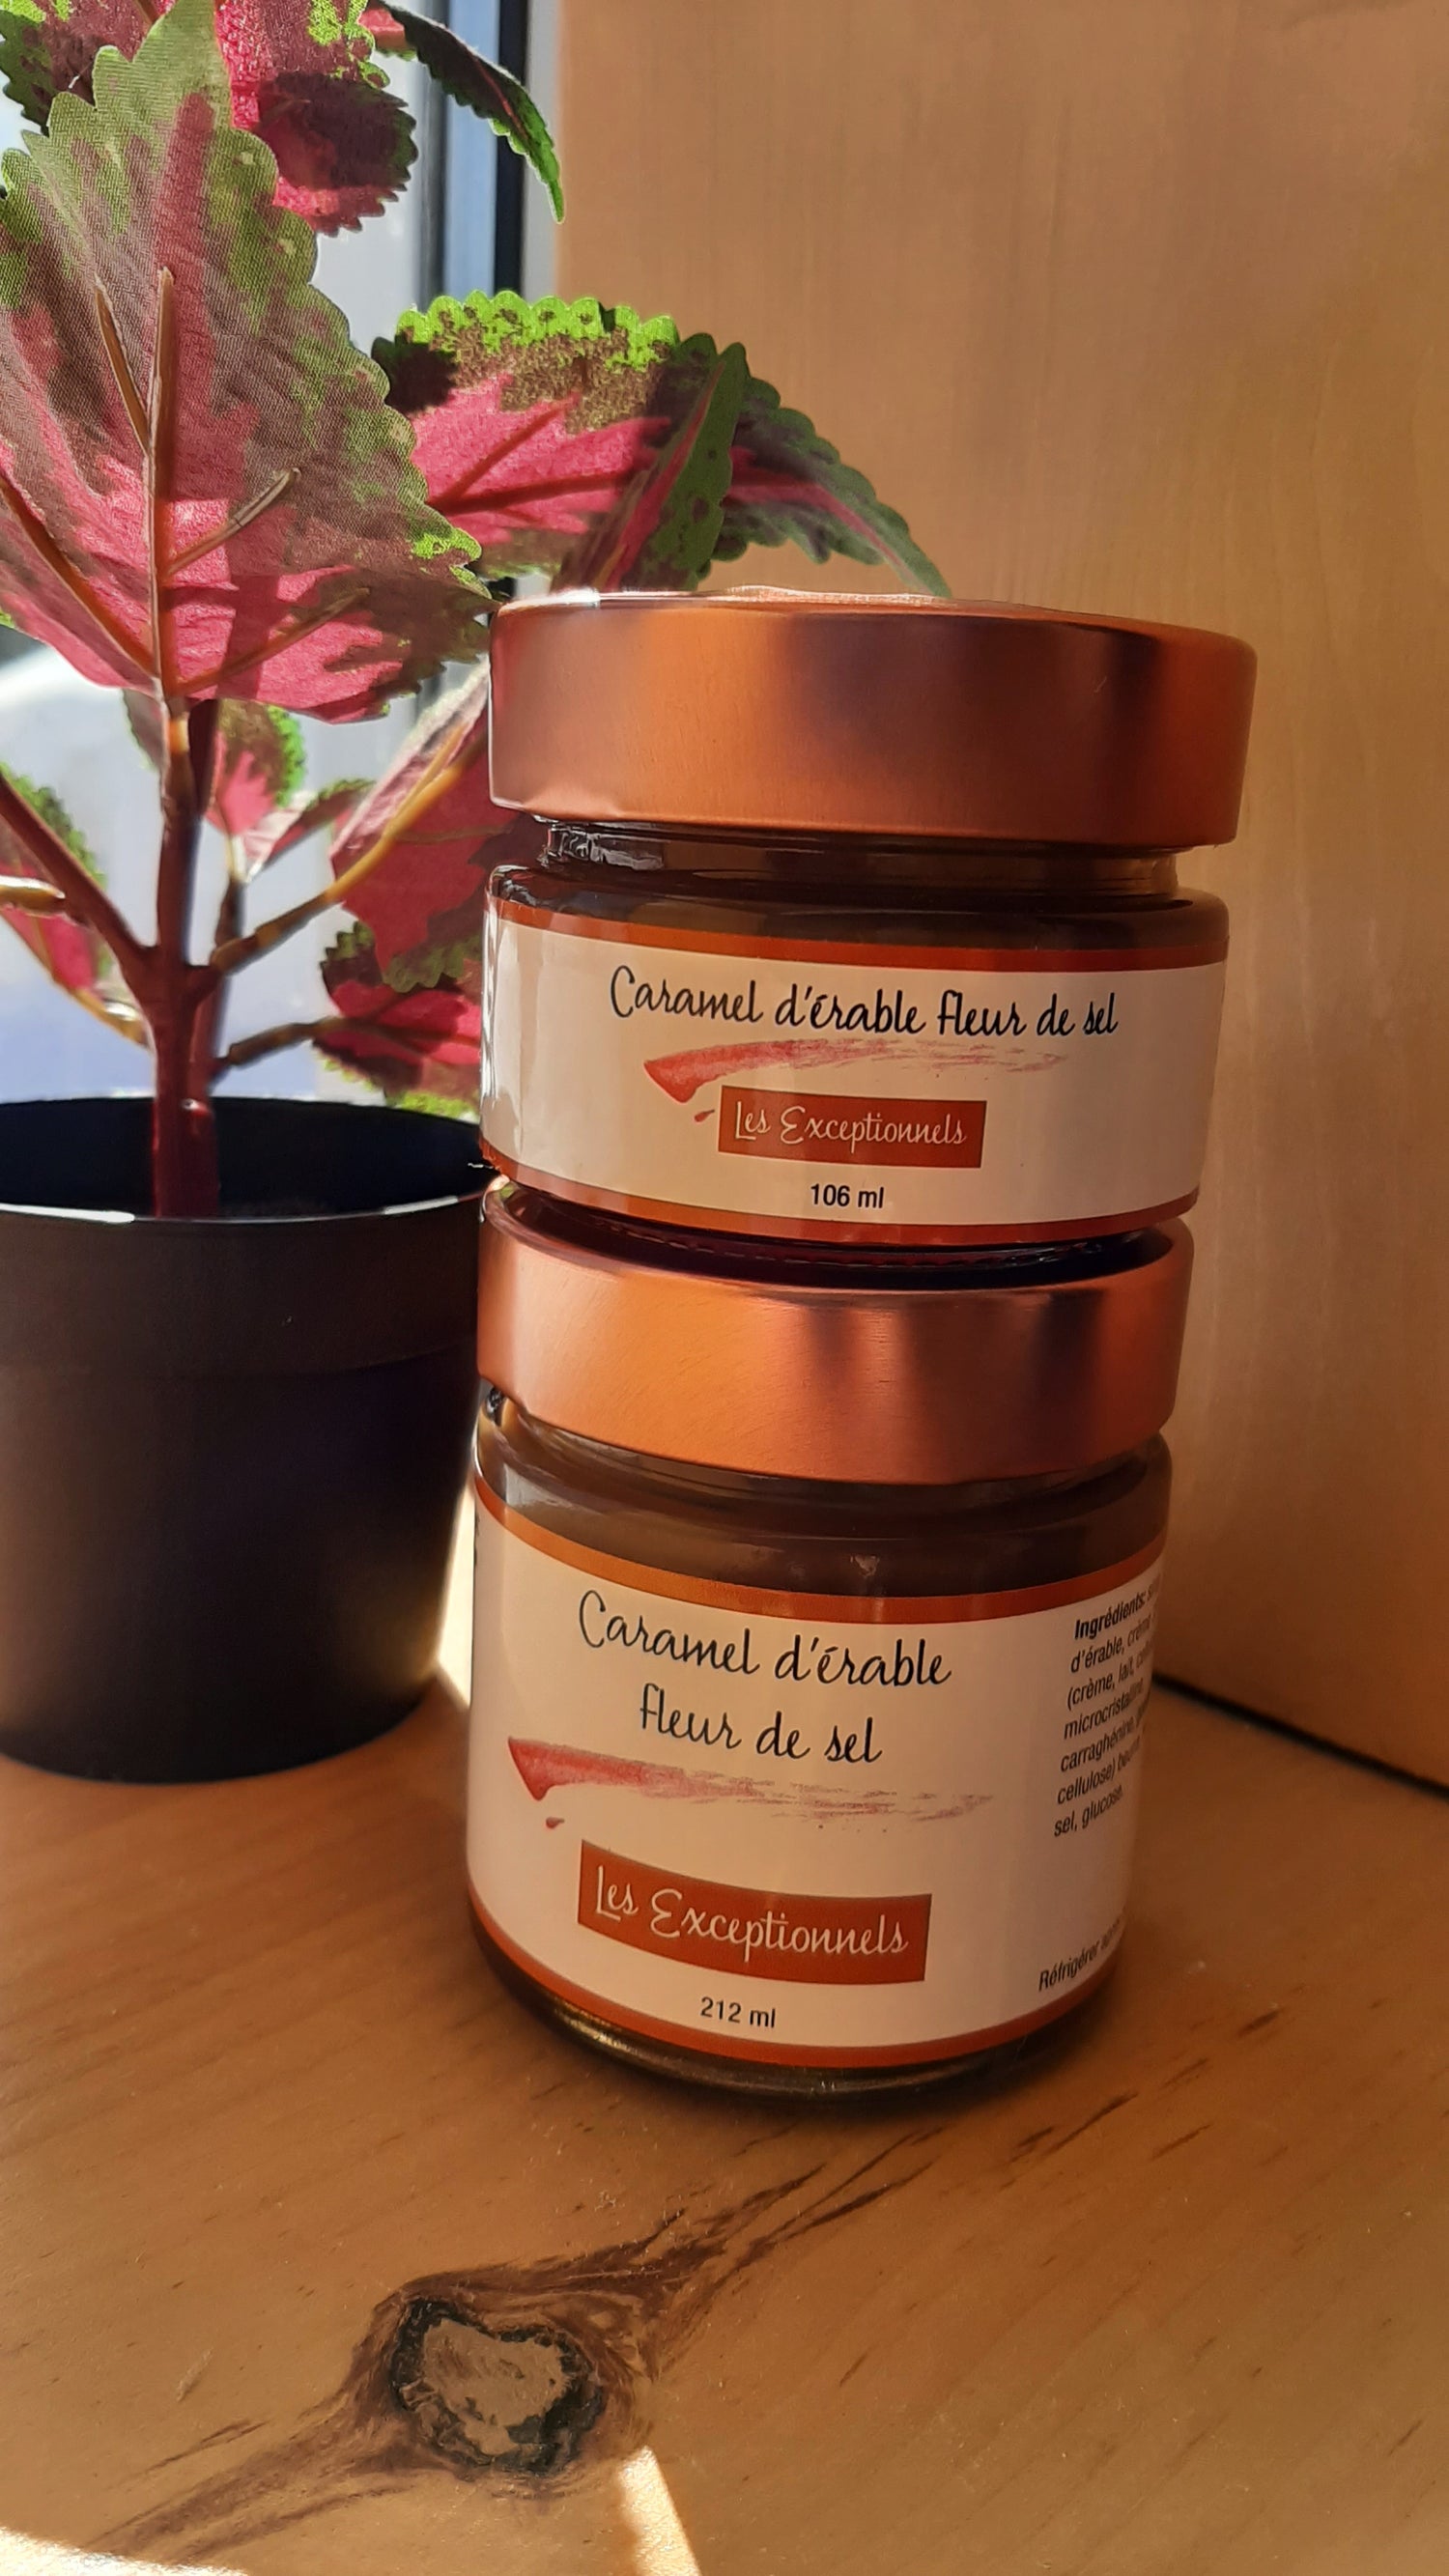 Caramel d'érable fleur de sel
Les Exceptionnels
106 ml
Caramel d'érable
fleur de sel
Les Exceptionnels
212 ml
Ingrédients:
d'érable, crème
(crème, lait,
microcristalline,
carraghénine,
cellulose)
sel, glucose.
Réfrigérer